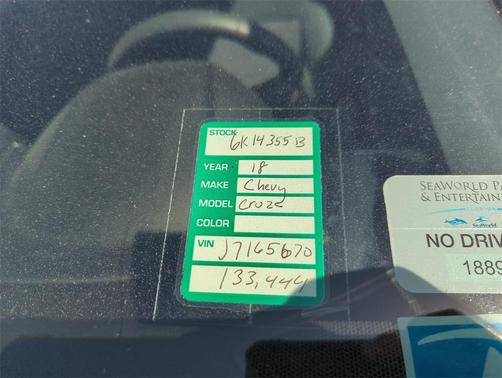 STOCK 6K14355B
YEAR 18
MAKE Chevy
MODEL Cruze
COLOR
VIN J7165670
133,444
SEAWORLD PA
& ENTERTAIN
SeaWorld
NO DRIV
1889